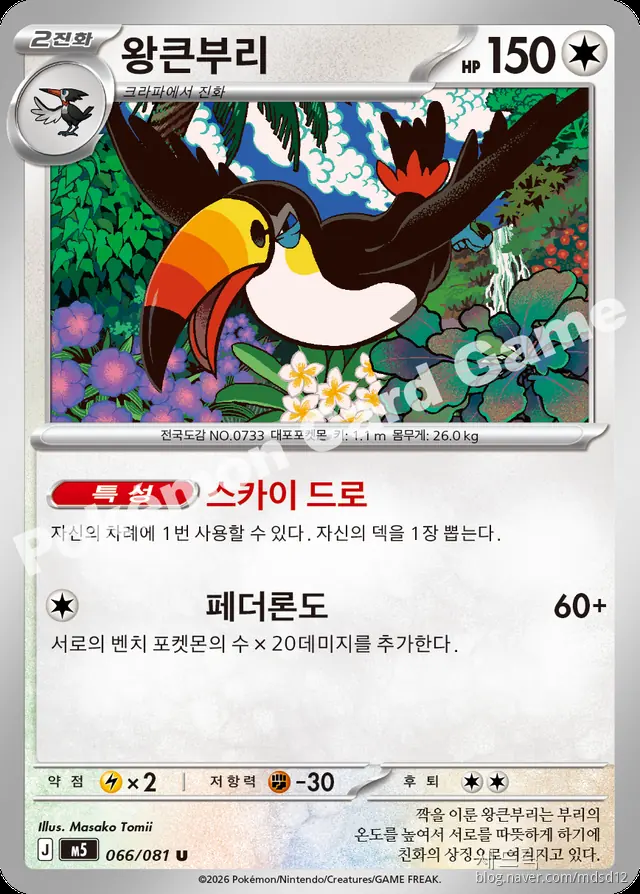 2진화
왕큰부리
HP 150
크라파에서 진화
전국도감 NO.0733 대포포켓몬 키: 1.1 m 몸무게: 26.0 kg
특성 스카이 드로
자신의 차례에 1번 사용할 수 있다. 자신의 덱을 1장 뽑는다.
페더론도 60+
서로의 벤치 포켓몬의 수 × 20데미지를 추가한다.
약점 ×2 저항력 -30 후퇴
Illus. Masako Tomii
J M5 066/081 U
짝을 이룬 왕큰부리는 부리의
온도를 높여서 서로를 따뜻하게 하기에
친화의 상징으로 여겨지고 있다.
©2026 Pokémon/Nintendo/Creatures/GAME FREAK.
Pokémon Card Game
blog.naver.com/mdsd12